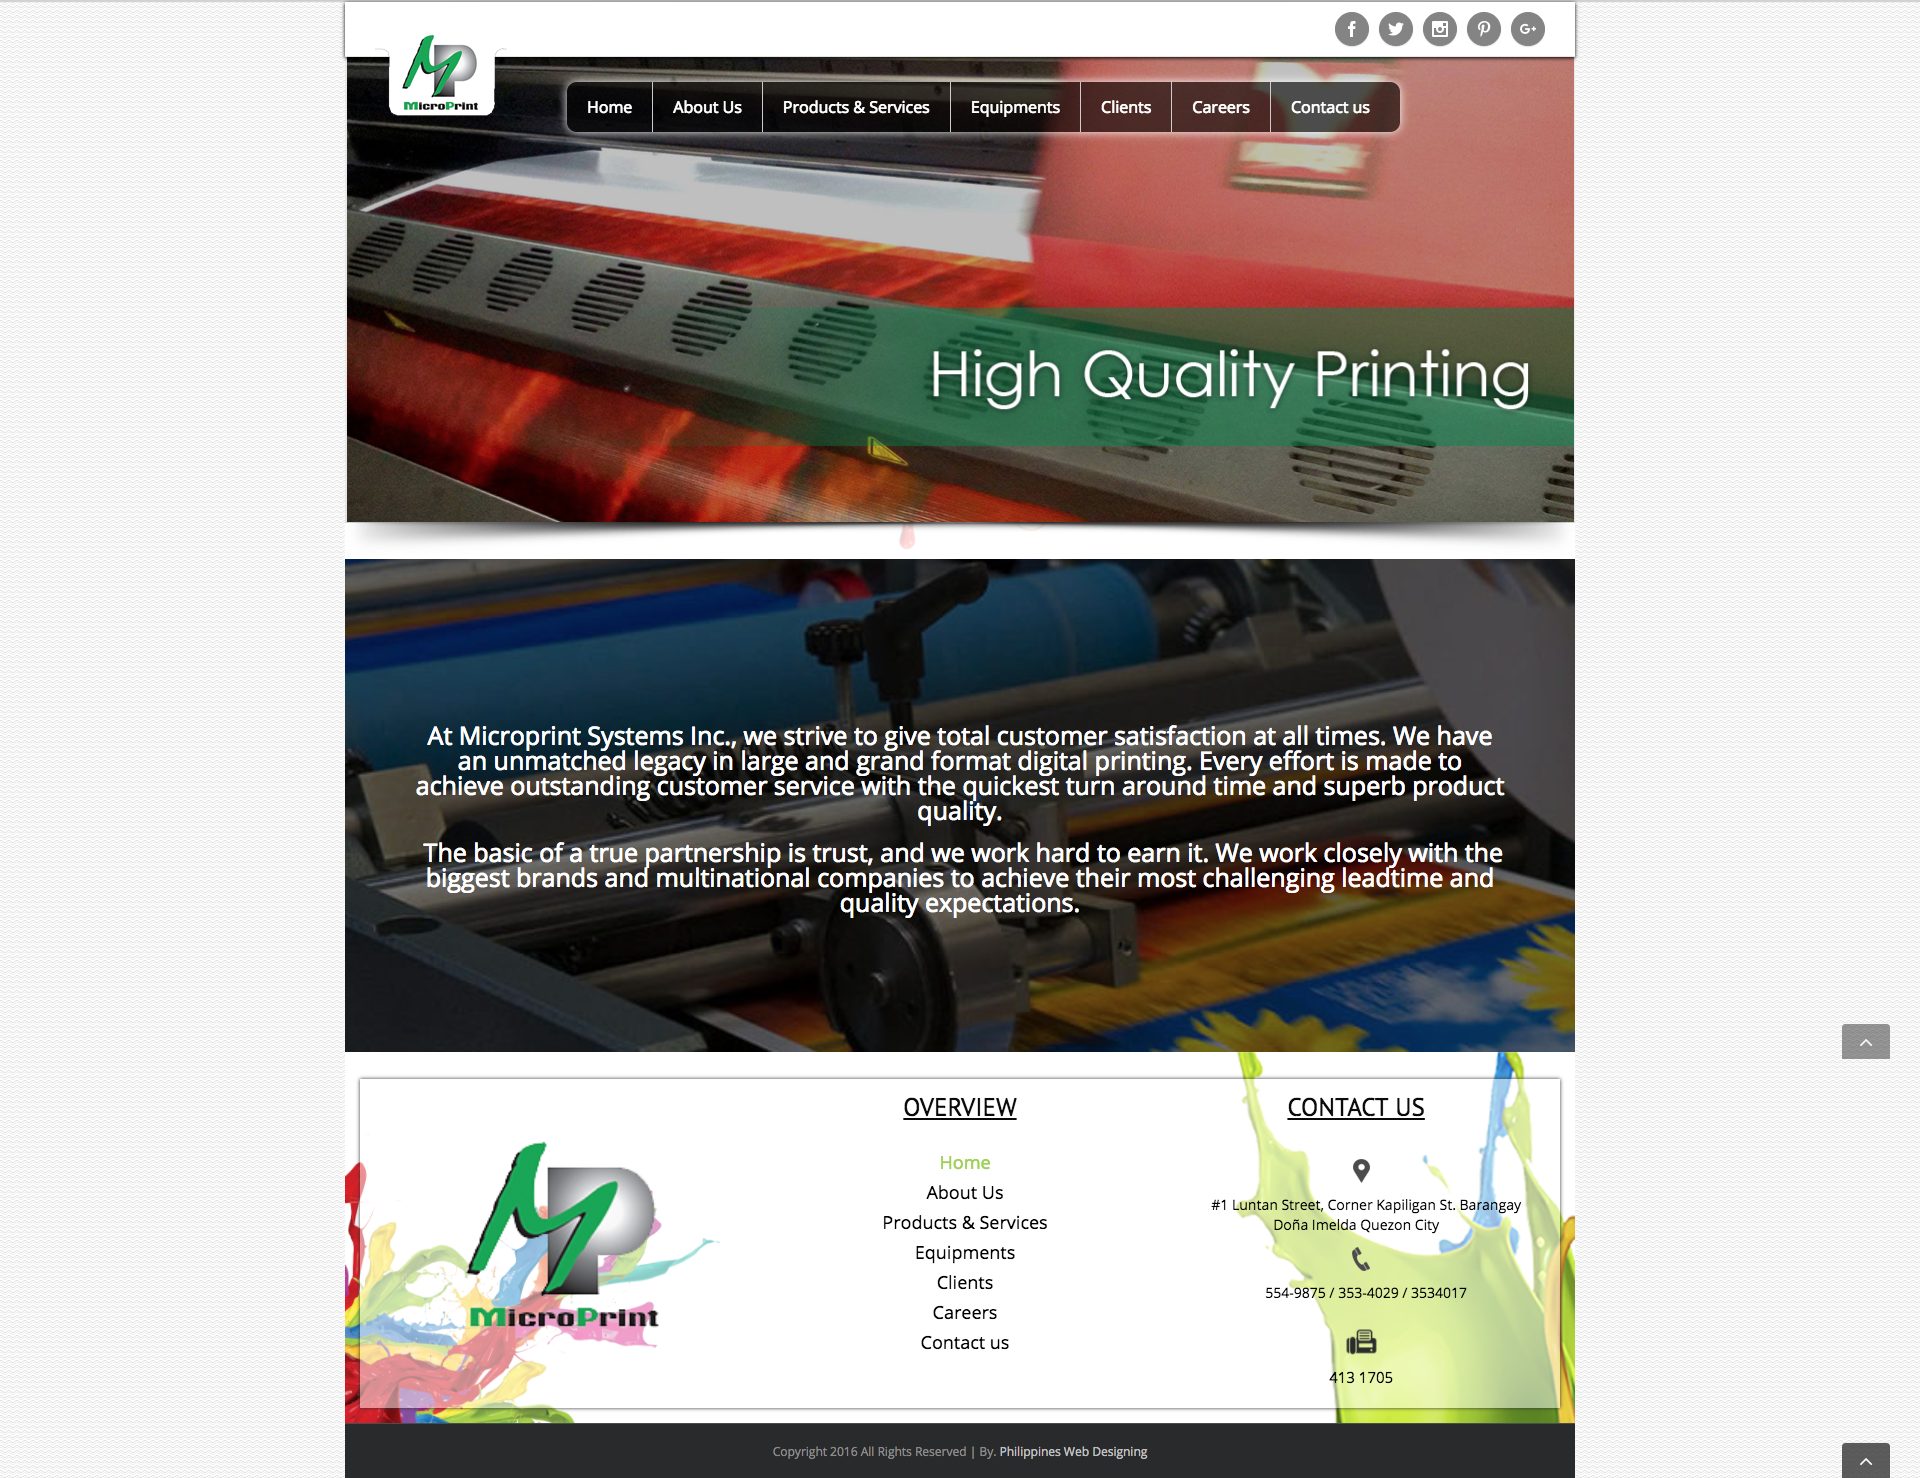 MicroPrint
Home
About Us
Products & Services
Equipments
Clients
Careers
Contact us
High Quality Printing
At Microprint Systems Inc., we strive to give total customer satisfaction at all times. We have
an unmatched legacy in large and grand format digital printing. Every effort is made to
achieve outstanding customer service with the quickest turn around time and superb product
quality.
The basic of a true partnership is trust, and we work hard to earn it. We work closely with the
biggest brands and multinational companies to achieve their most challenging leadtime and
quality expectations.
MicroPrint
OVERVIEW
Home
About Us
Products & Services
Equipments
Clients
Careers
Contact us
CONTACT US
#1 Luntan Street, Corner Kapiligan St. Barangay
Doña Imelda Quezon City
554-9875 / 353-4029 / 3534017
413 1705
Copyright 2016 All Rights Reserved | By. Philippines Web Designing